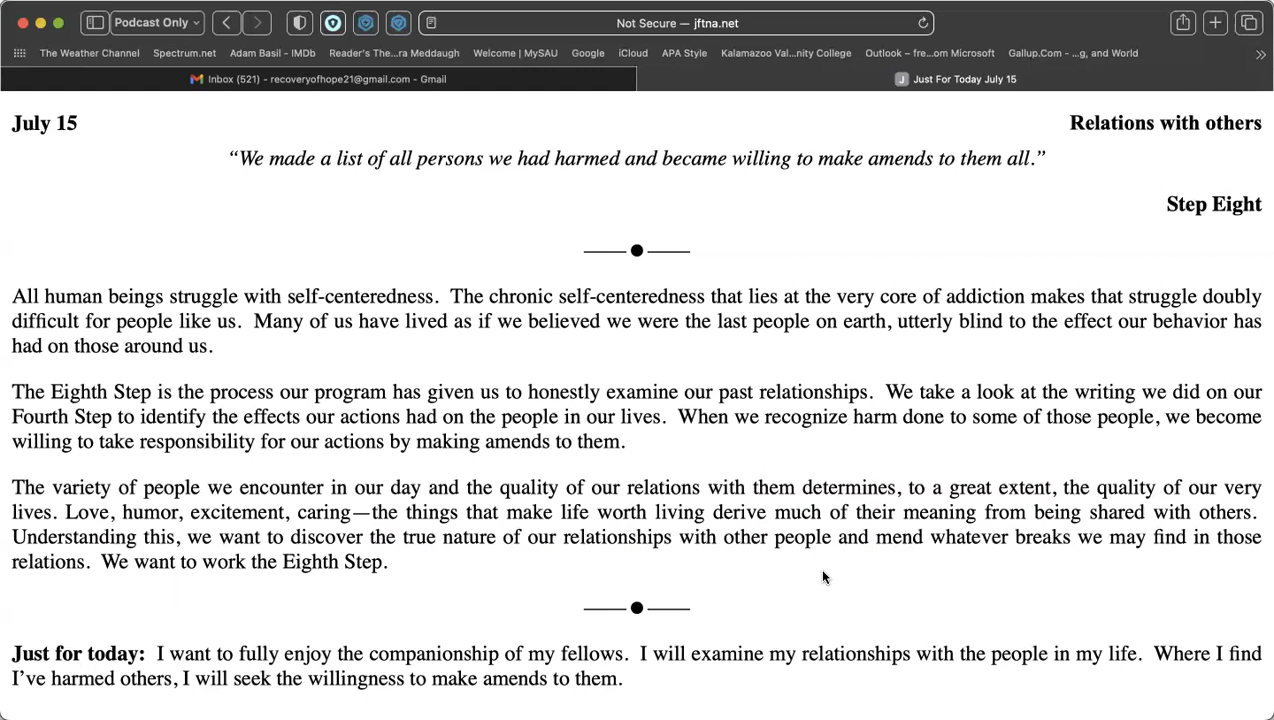 Podcast Only
Not Secure — jftna.net
The Weather Channel Spectrum.net Adam Basil - IMDb Reader's The...ra Meddaugh Welcome | MySAU Google iCloud APA Style Kalamazoo Val...nity College Outlook – fre...om Microsoft Gallup.Com - ...g, and World
Inbox (521) - recoveryofhope21@gmail.com - Gmail
J Just For Today July 15
July 15 Relations with others
“We made a list of all persons we had harmed and became willing to make amends to them all.”
Step Eight
All human beings struggle with self-centeredness. The chronic self-centeredness that lies at the very core of addiction makes that struggle doubly
difficult for people like us. Many of us have lived as if we believed we were the last people on earth, utterly blind to the effect our behavior has
had on those around us.
The Eighth Step is the process our program has given us to honestly examine our past relationships. We take a look at the writing we did on our
Fourth Step to identify the effects our actions had on the people in our lives. When we recognize harm done to some of those people, we become
willing to take responsibility for our actions by making amends to them.
The variety of people we encounter in our day and the quality of our relations with them determines, to a great extent, the quality of our very
lives. Love, humor, excitement, caring—the things that make life worth living derive much of their meaning from being shared with others.
Understanding this, we want to discover the true nature of our relationships with other people and mend whatever breaks we may find in those
relations. We want to work the Eighth Step.
Just for today: I want to fully enjoy the companionship of my fellows. I will examine my relationships with the people in my life. Where I find
I’ve harmed others, I will seek the willingness to make amends to them.